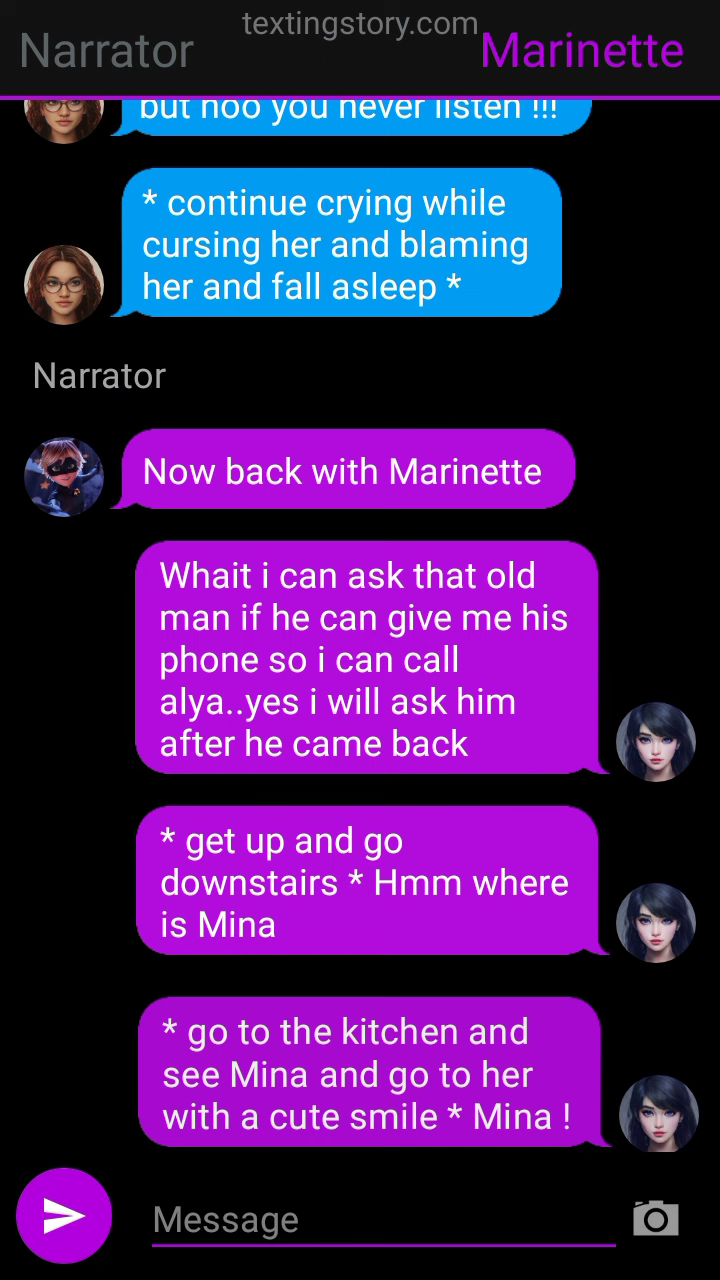 textingstory.com
Narrator
Marinette
but noo you never listen !!!
* continue crying while
cursing her and blaming
her and fall asleep *
Narrator
Now back with Marinette
Whait i can ask that old
man if he can give me his
phone so i can call
alya..yes i will ask him
after he came back
* get up and go
downstairs * Hmm where
is Mina
* go to the kitchen and
see Mina and go to her
with a cute smile * Mina !
Message